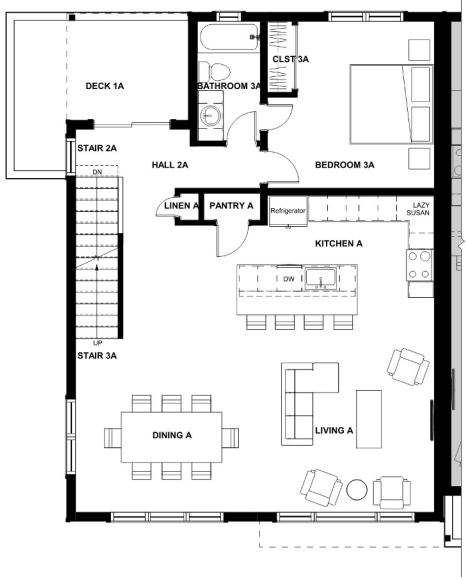 CLST 3A
DECK 1A
BATHROOM 3A
STAIR 2A
HALL 2A
BEDROOM 3A
DN
LINEN A
PANTRY A
Refrigerator
LAZY
SUSAN
KITCHEN A
DW
UP
STAIR 3A
DINING A
LIVING A